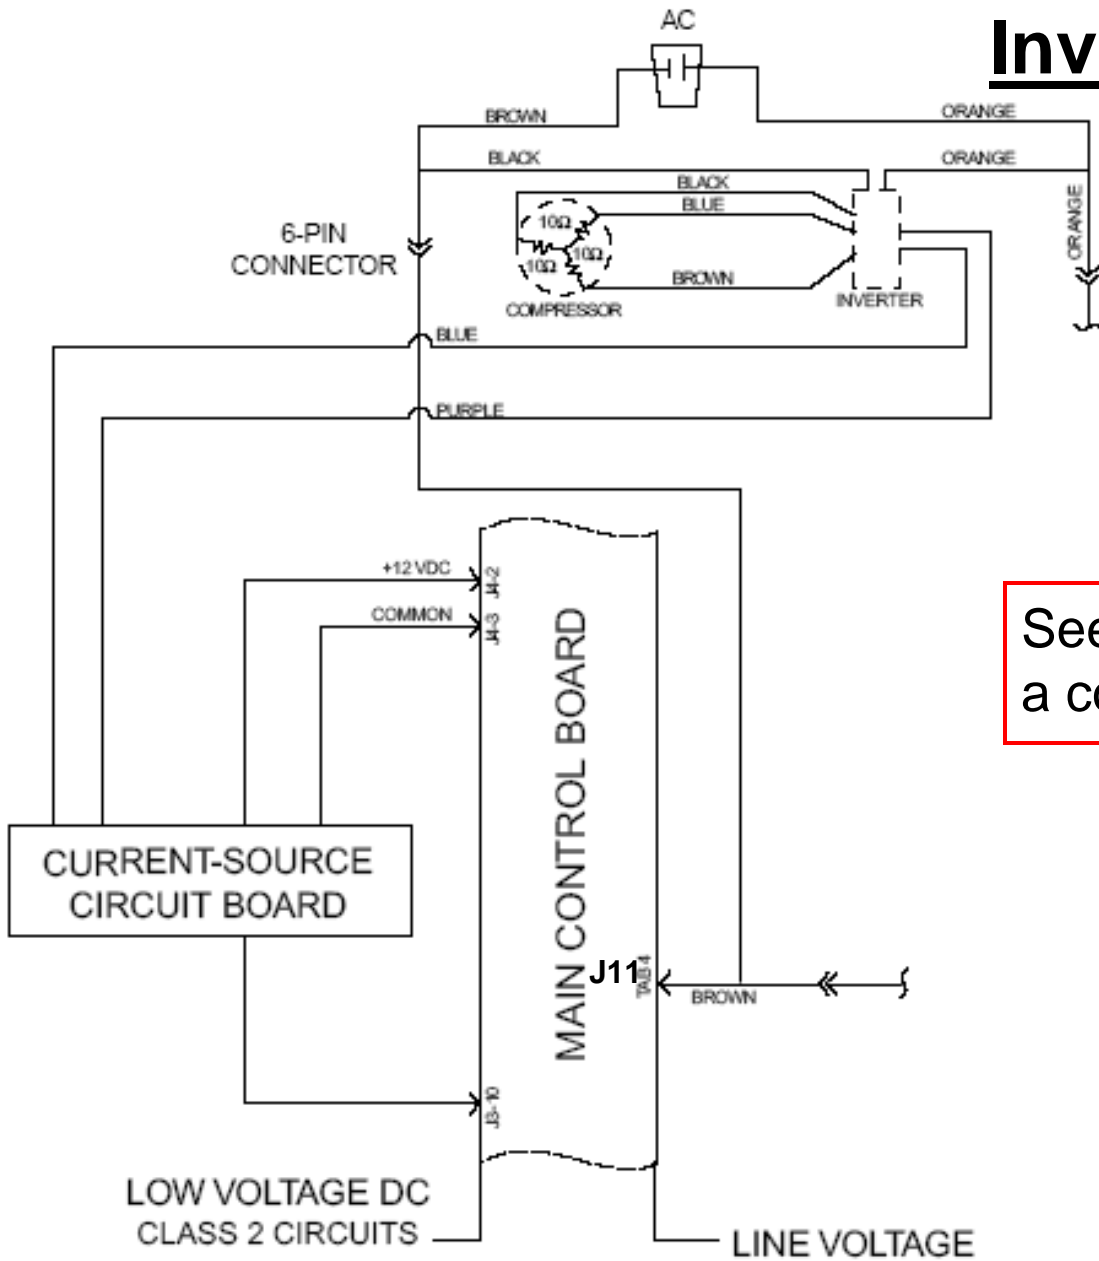 AC
Inv
BROWN
ORANGE
BLACK
ORANGE
BLACK
BLUE
ORANGE
10Ω
10Ω
10Ω
6-PIN
CONNECTOR
BROWN
INVERTER
COMPRESSOR
BLUE
PURPLE
+12 VDC
J4-2
COMMON
J4-3
See
a co
MAIN CONTROL BOARD
CURRENT-SOURCE
CIRCUIT BOARD
J11
TAB 4
BROWN
J3-10
LOW VOLTAGE DC
CLASS 2 CIRCUITS
LINE VOLTAGE